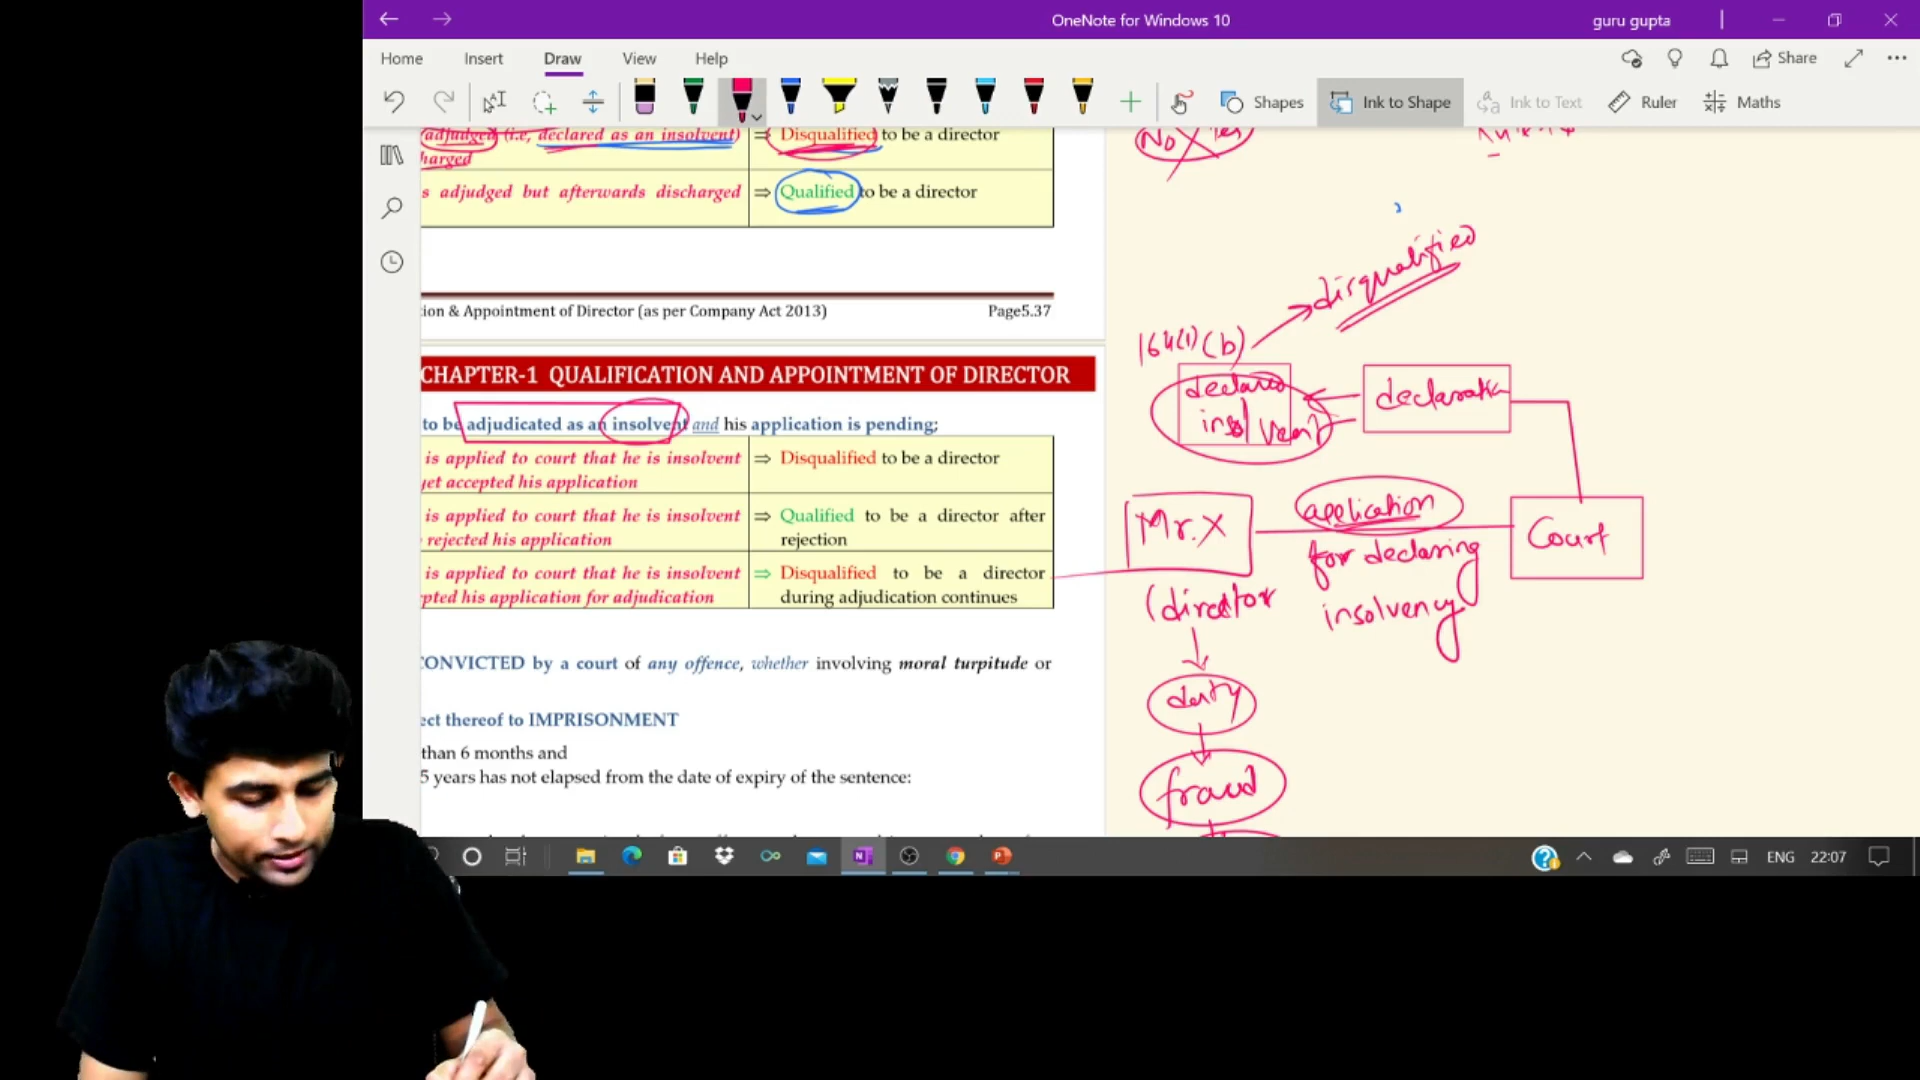 OneNote for Windows 10
guru gupta
Home Insert Draw View Help
Share
Shapes
Ink to Shape
Ink to Text
Ruler
Maths
adjudged (i.e, declared as an insolvent) ⇒ Disqualified to be a director
harged
s adjudged but afterwards discharged ⇒ Qualified to be a director
tion & Appointment of Director (as per Company Act 2013) Page5.37
CHAPTER-1 QUALIFICATION AND APPOINTMENT OF DIRECTOR
to be adjudicated as an insolvent and his application is pending;
is applied to court that he is insolvent ⇒ Disqualified to be a director
yet accepted his application
is applied to court that he is insolvent ⇒ Qualified to be a director after
rejected his application rejection
is applied to court that he is insolvent ⇒ Disqualified to be a director
pted his application for adjudication during adjudication continues
CONVICTED by a court of any offence, whether involving moral turpitude or
ect thereof to IMPRISONMENT
than 6 months and
5 years has not elapsed from the date of expiry of the sentence:
No Yes
disqualified
164(1)(b)
declared
insolvent
declaration
Mr. X
application
for declaring
insolvency
Court
(director
duty
fraud
ENG 22:07